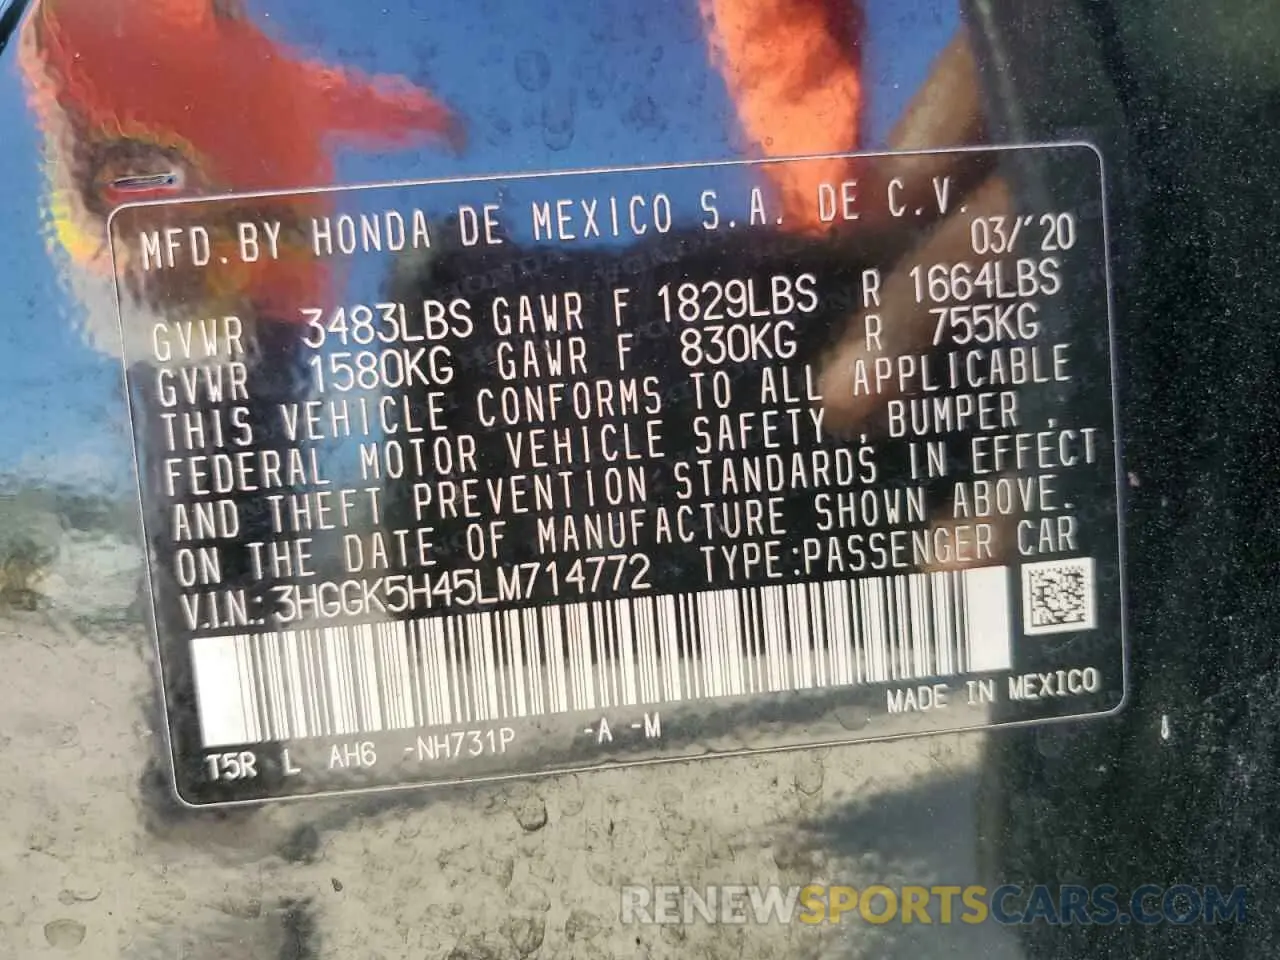 MFD.BY HONDA DE MEXICO S.A. DE C.V.
03/'20
GVWR 3483LBS GAWR F 1829LBS R 1664LBS
GVWR 1580KG GAWR F 830KG R 755KG
THIS VEHICLE CONFORMS TO ALL APPLICABLE
FEDERAL MOTOR VEHICLE SAFETY , BUMPER ,
AND THEFT PREVENTION STANDARDS IN EFFECT
ON THE DATE OF MANUFACTURE SHOWN ABOVE.
V.I.N.: 3HGGK5H45LM714772 TYPE:PASSENGER CAR
MADE IN MEXICO
T5R L AH6 -NH731P -A -M
RENEWSPORTSCARS.COM